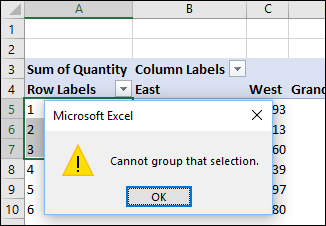 A B C
1
2
3 Sum of Quantity Column Labels
4 Row Labels East West Gran
5 1 93
Microsoft Excel
6 2 13
7 3 60
Cannot group that selection.
8 4 39
9 5 97
OK
10 6 80